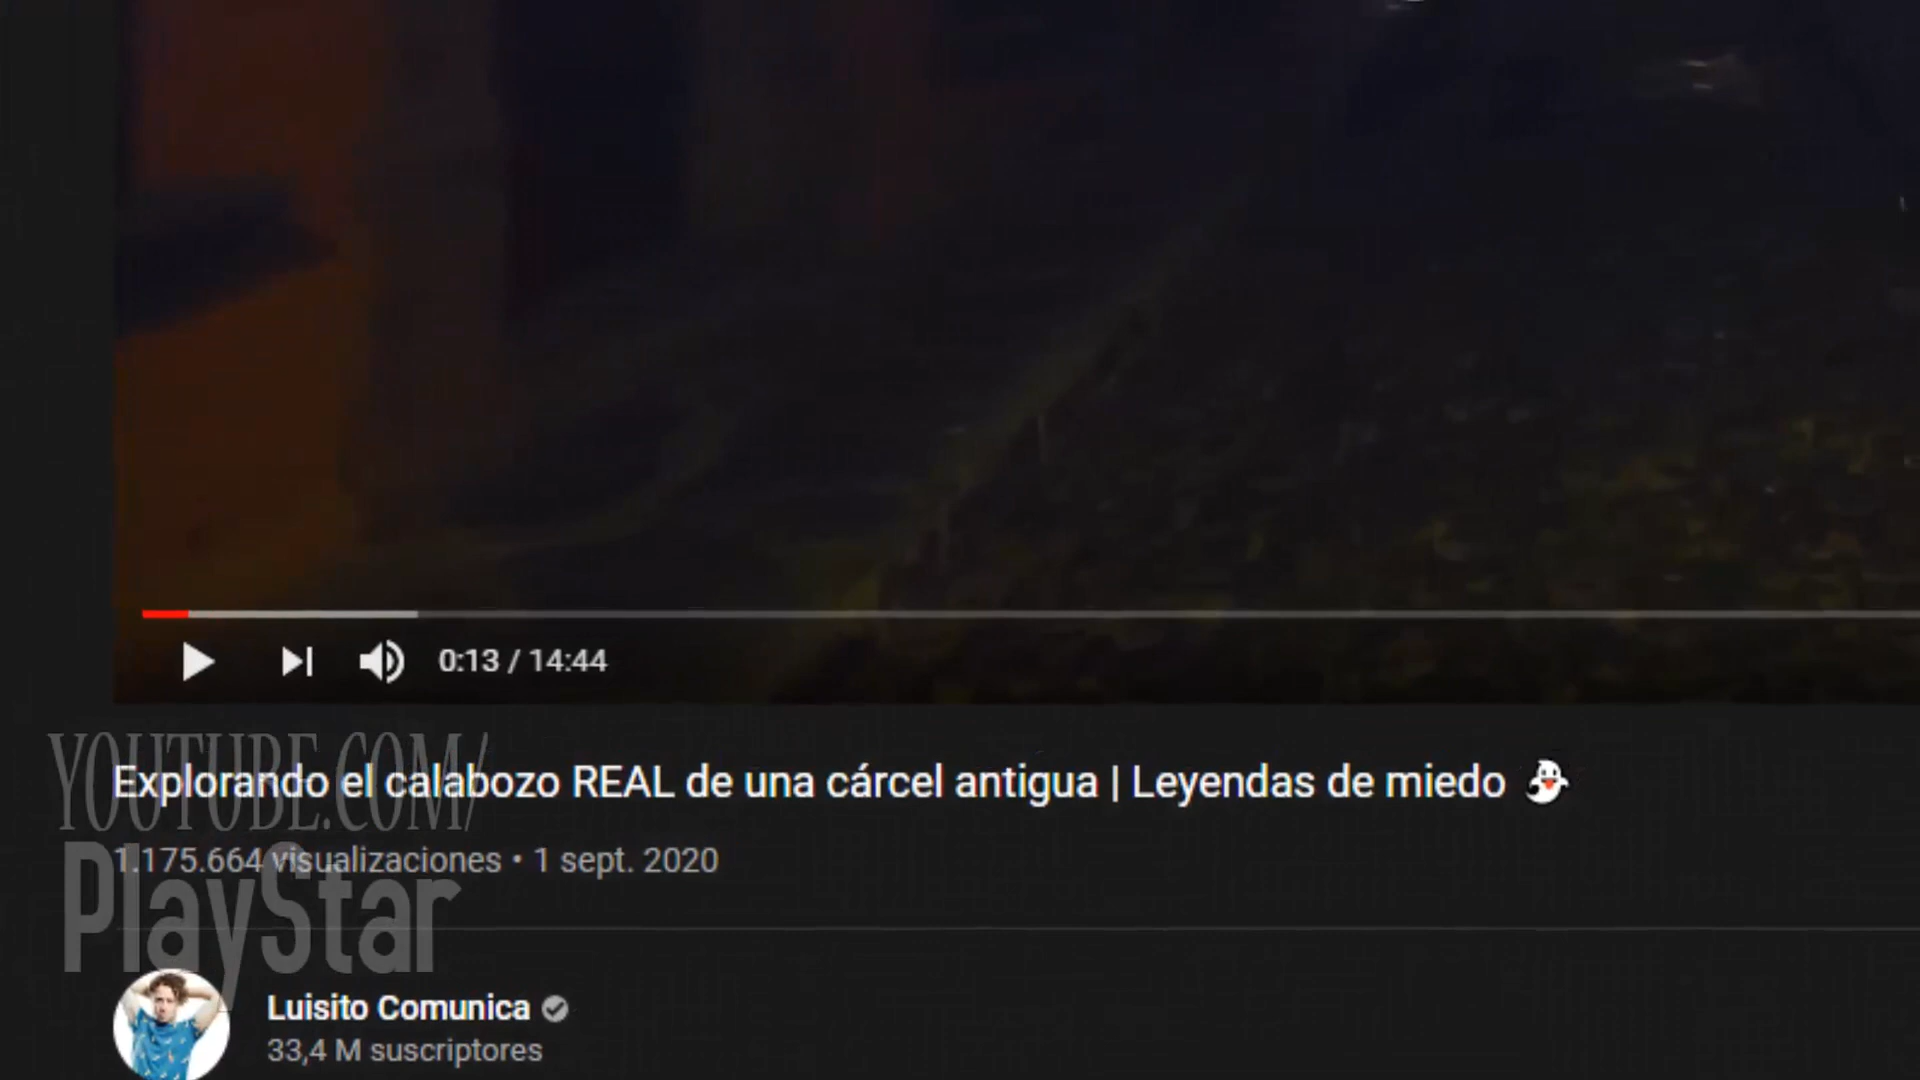 0:13 / 14:44
YOUTUBE.COM/
Explorando el calabozo REAL de una cárcel antigua | Leyendas de miedo 👻
1.175.664 visualizaciones • 1 sept. 2020
PlayStar
Luisito Comunica
33,4 M suscriptores